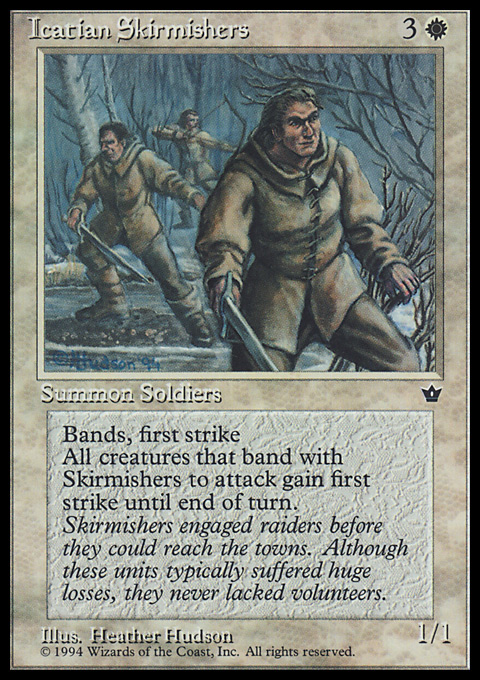 Icatian Skirmishers 3
© Hudson 94
Summon Soldiers
Bands, first strike
All creatures that band with
Skirmishers to attack gain first
strike until end of turn.
Skirmishers engaged raiders before
they could reach the towns. Although
these units typically suffered huge
losses, they never lacked volunteers.
Illus. Heather Hudson 1/1
© 1994 Wizards of the Coast, Inc. All rights reserved.